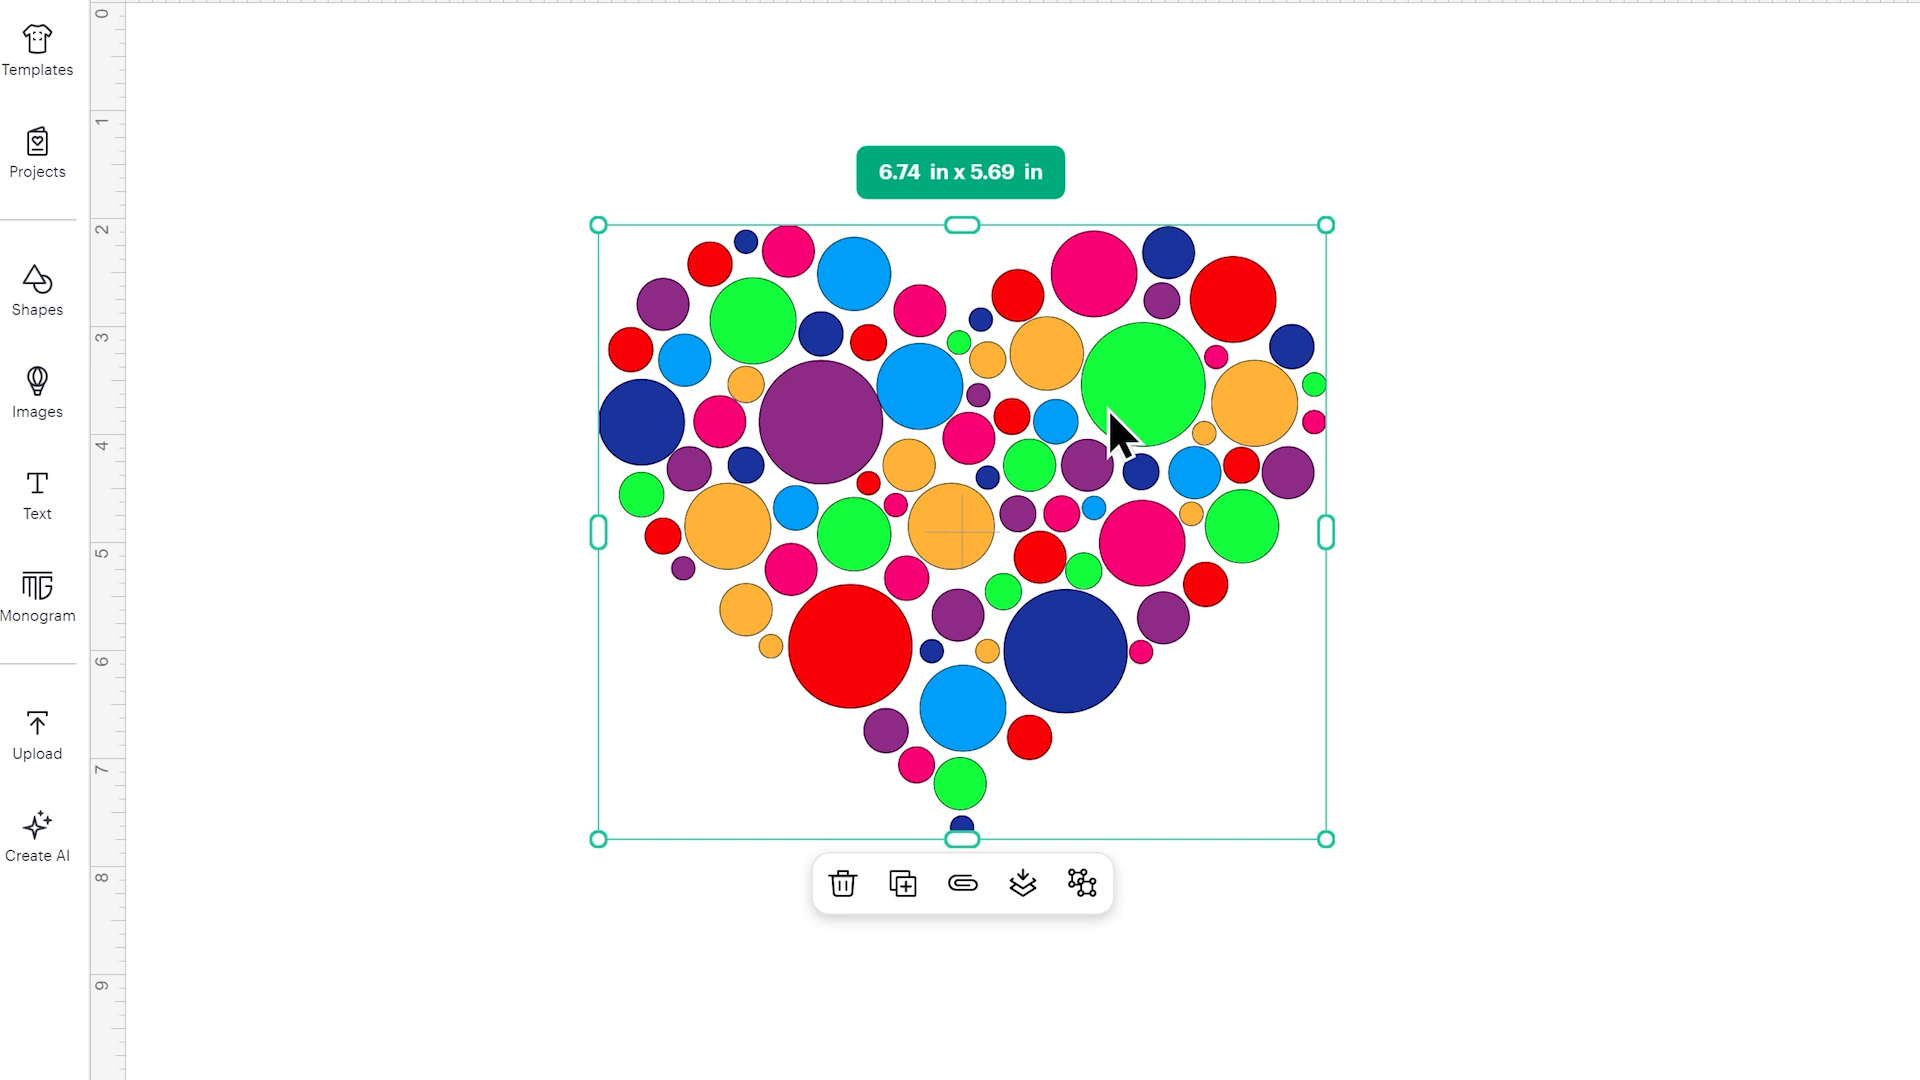 Templates
Projects
Shapes
Images
Text
Monogram
Upload
Create AI
0
1
2
3
4
5
6
7
8
9
6.74 in x 5.69 in